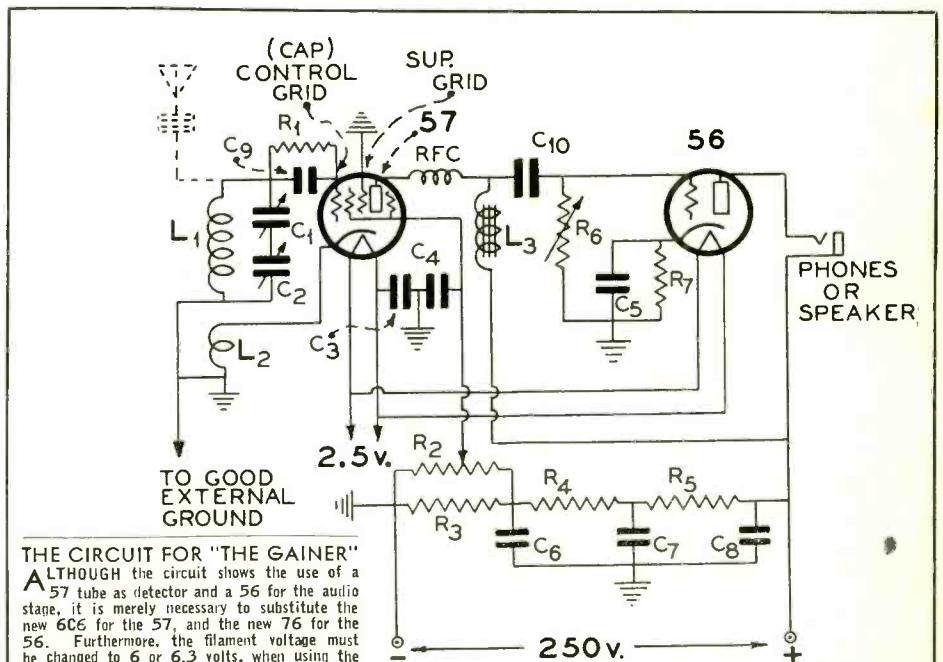 (CAP)
CONTROL
GRID
SUP.
GRID
57
56
R1
C9
RFC
C10
L1
C1
C2
L2
C3
C4
L3
R6
C5
R7
PHONES
OR
SPEAKER
2.5v.
TO GOOD
EXTERNAL
GROUND
R2
R3
R4
R5
C6
C7
C8
- 250v. +
THE CIRCUIT FOR "THE GAINER"
ALTHOUGH the circuit shows the use of a
57 tube as detector and a 56 for the audio
stage, it is merely necessary to substitute the
new 6C6 for the 57, and the new 76 for the
56. Furthermore, the filament voltage must
be changed to 6 or 6.3 volts, when using the